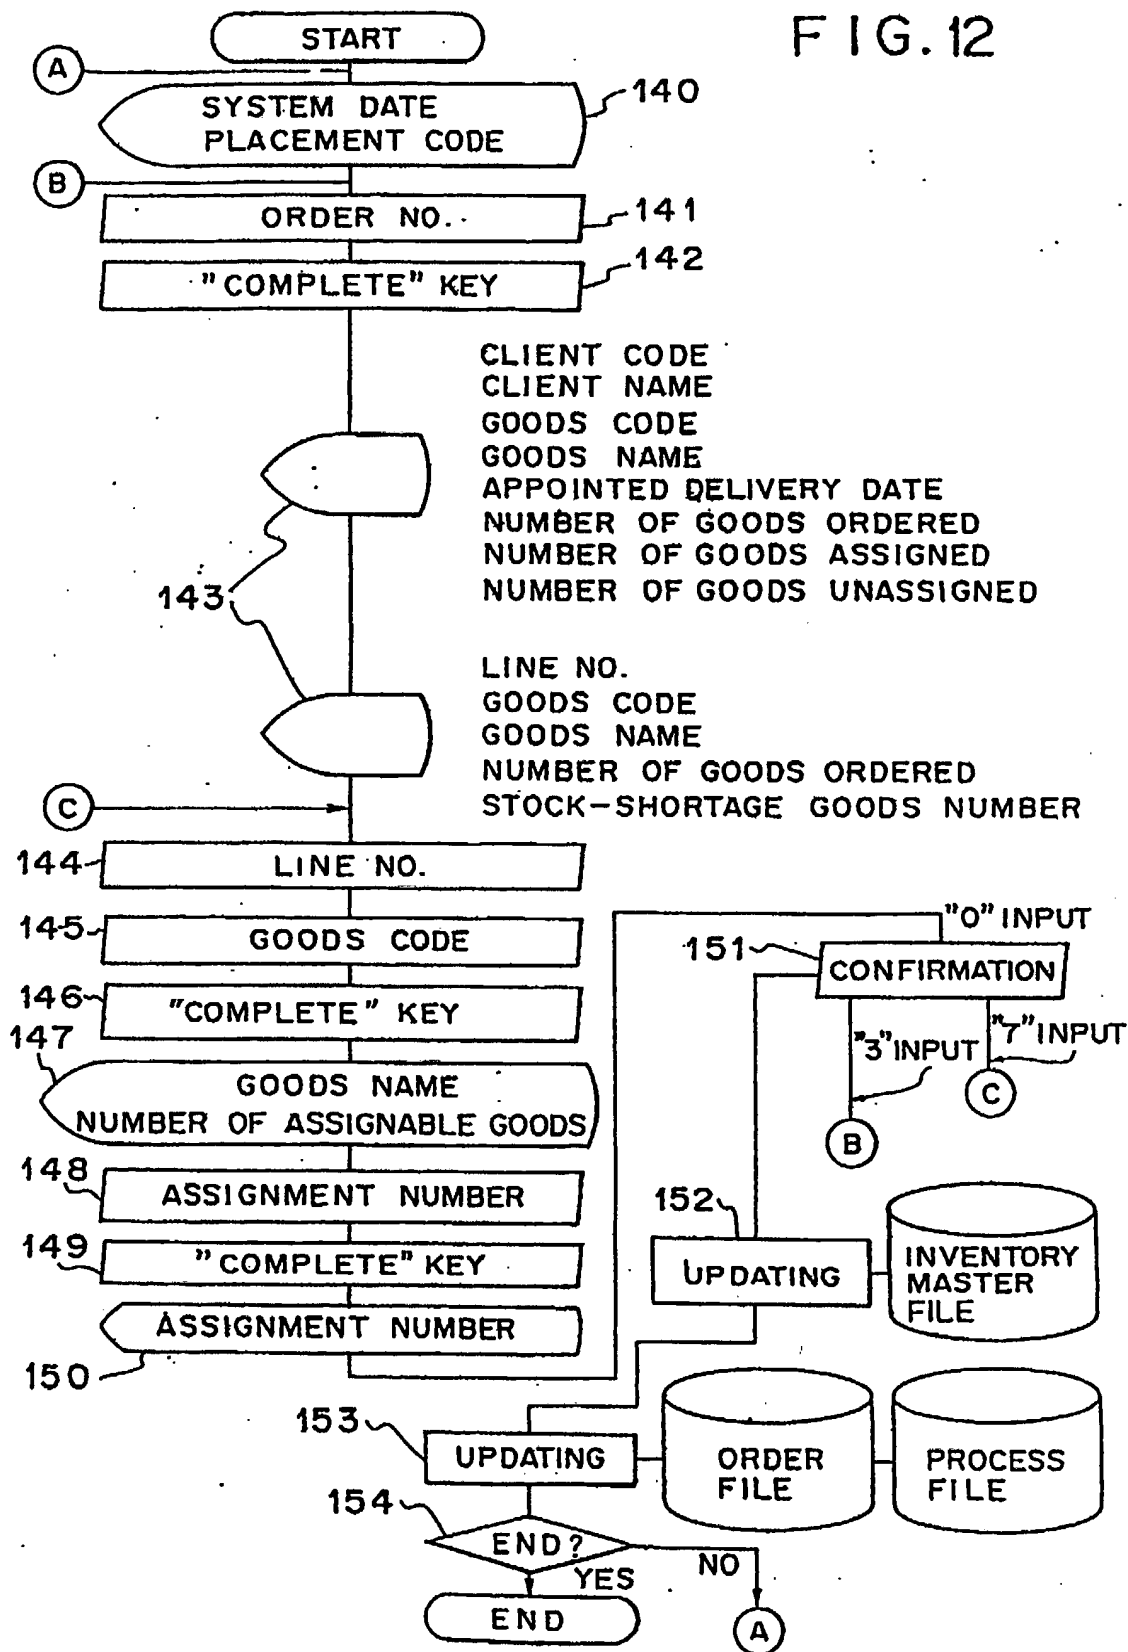 FIG. 12
START
A
SYSTEM DATE
PLACEMENT CODE
140
B
ORDER NO.
141
"COMPLETE" KEY
142
CLIENT CODE
CLIENT NAME
GOODS CODE
GOODS NAME
APPOINTED DELIVERY DATE
NUMBER OF GOODS ORDERED
NUMBER OF GOODS ASSIGNED
NUMBER OF GOODS UNASSIGNED
143
LINE NO.
GOODS CODE
GOODS NAME
NUMBER OF GOODS ORDERED
STOCK-SHORTAGE GOODS NUMBER
C
144
LINE NO.
145
GOODS CODE
146
"COMPLETE" KEY
147
GOODS NAME
NUMBER OF ASSIGNABLE GOODS
148
ASSIGNMENT NUMBER
149
"COMPLETE" KEY
ASSIGNMENT NUMBER
150
"0" INPUT
151
CONFIRMATION
"3" INPUT
"7" INPUT
C
B
152
UPDATING
INVENTORY
MASTER
FILE
153
UPDATING
ORDER
FILE
PROCESS
FILE
154
END?
NO
YES
END
A